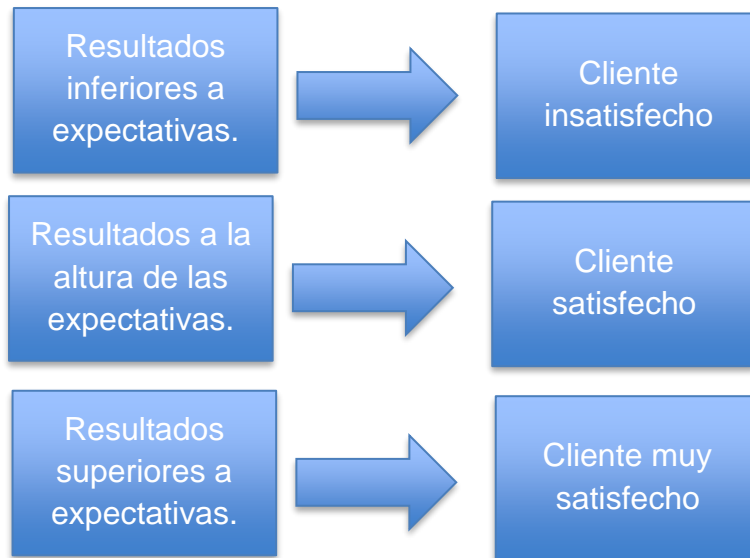 Resultados
inferiores a
expectativas.
Cliente
insatisfecho
Resultados a la
altura de las
expectativas.
Cliente
satisfecho
Resultados
superiores a
expectativas.
Cliente muy
satisfecho